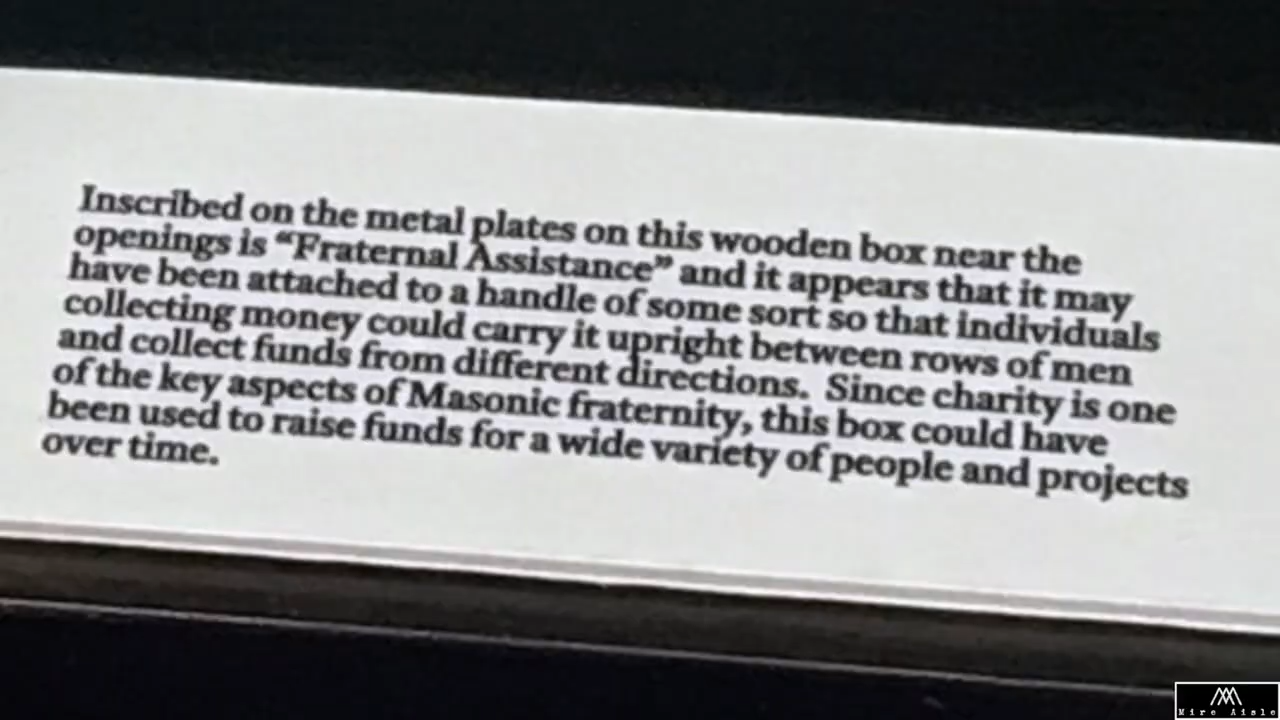 Inscribed on the metal plates on this wooden box near the
openings is “Fraternal Assistance” and it appears that it may
have been attached to a handle of some sort so that individuals
collecting money could carry it upright between rows of men
and collect funds from different directions.  Since charity is one
of the key aspects of Masonic fraternity, this box could have
been used to raise funds for a wide variety of people and projects
over time.
Mire Aisle